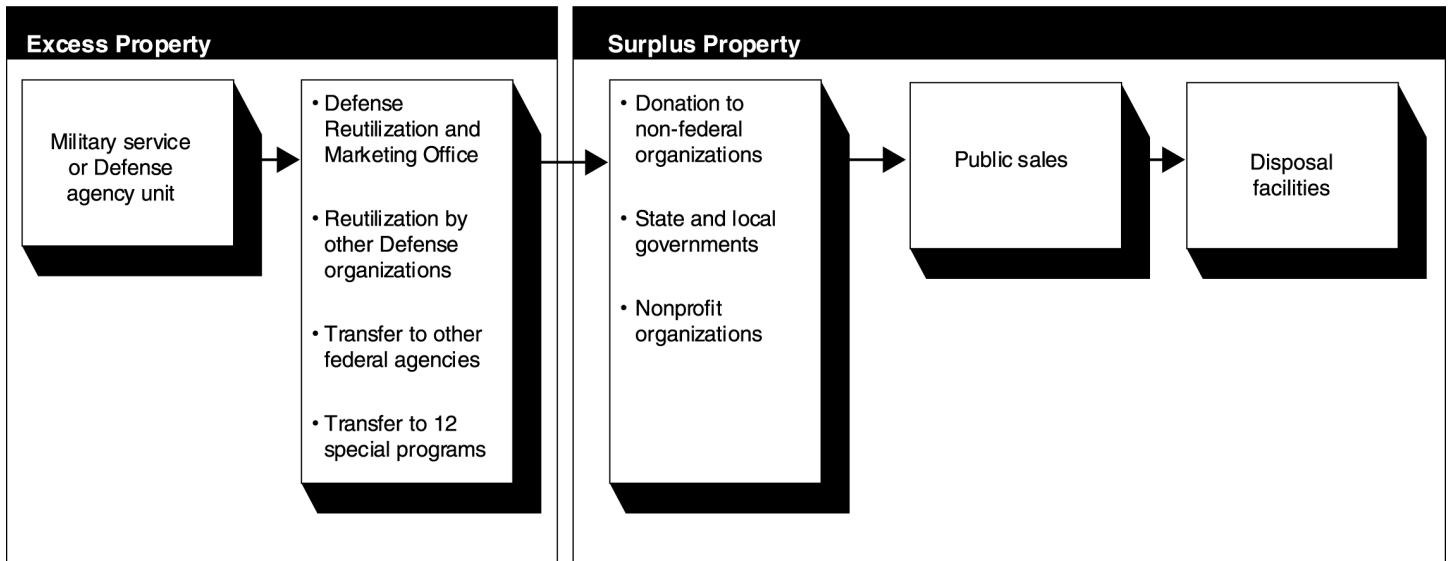 Excess Property
Military service
or Defense
agency unit
• Defense
Reutilization and
Marketing Office
• Reutilization by
other Defense
organizations
• Transfer to other
federal agencies
• Transfer to 12
special programs
Surplus Property
• Donation to
non-federal
organizations
• State and local
governments
• Nonprofit
organizations
Public sales
Disposal
facilities